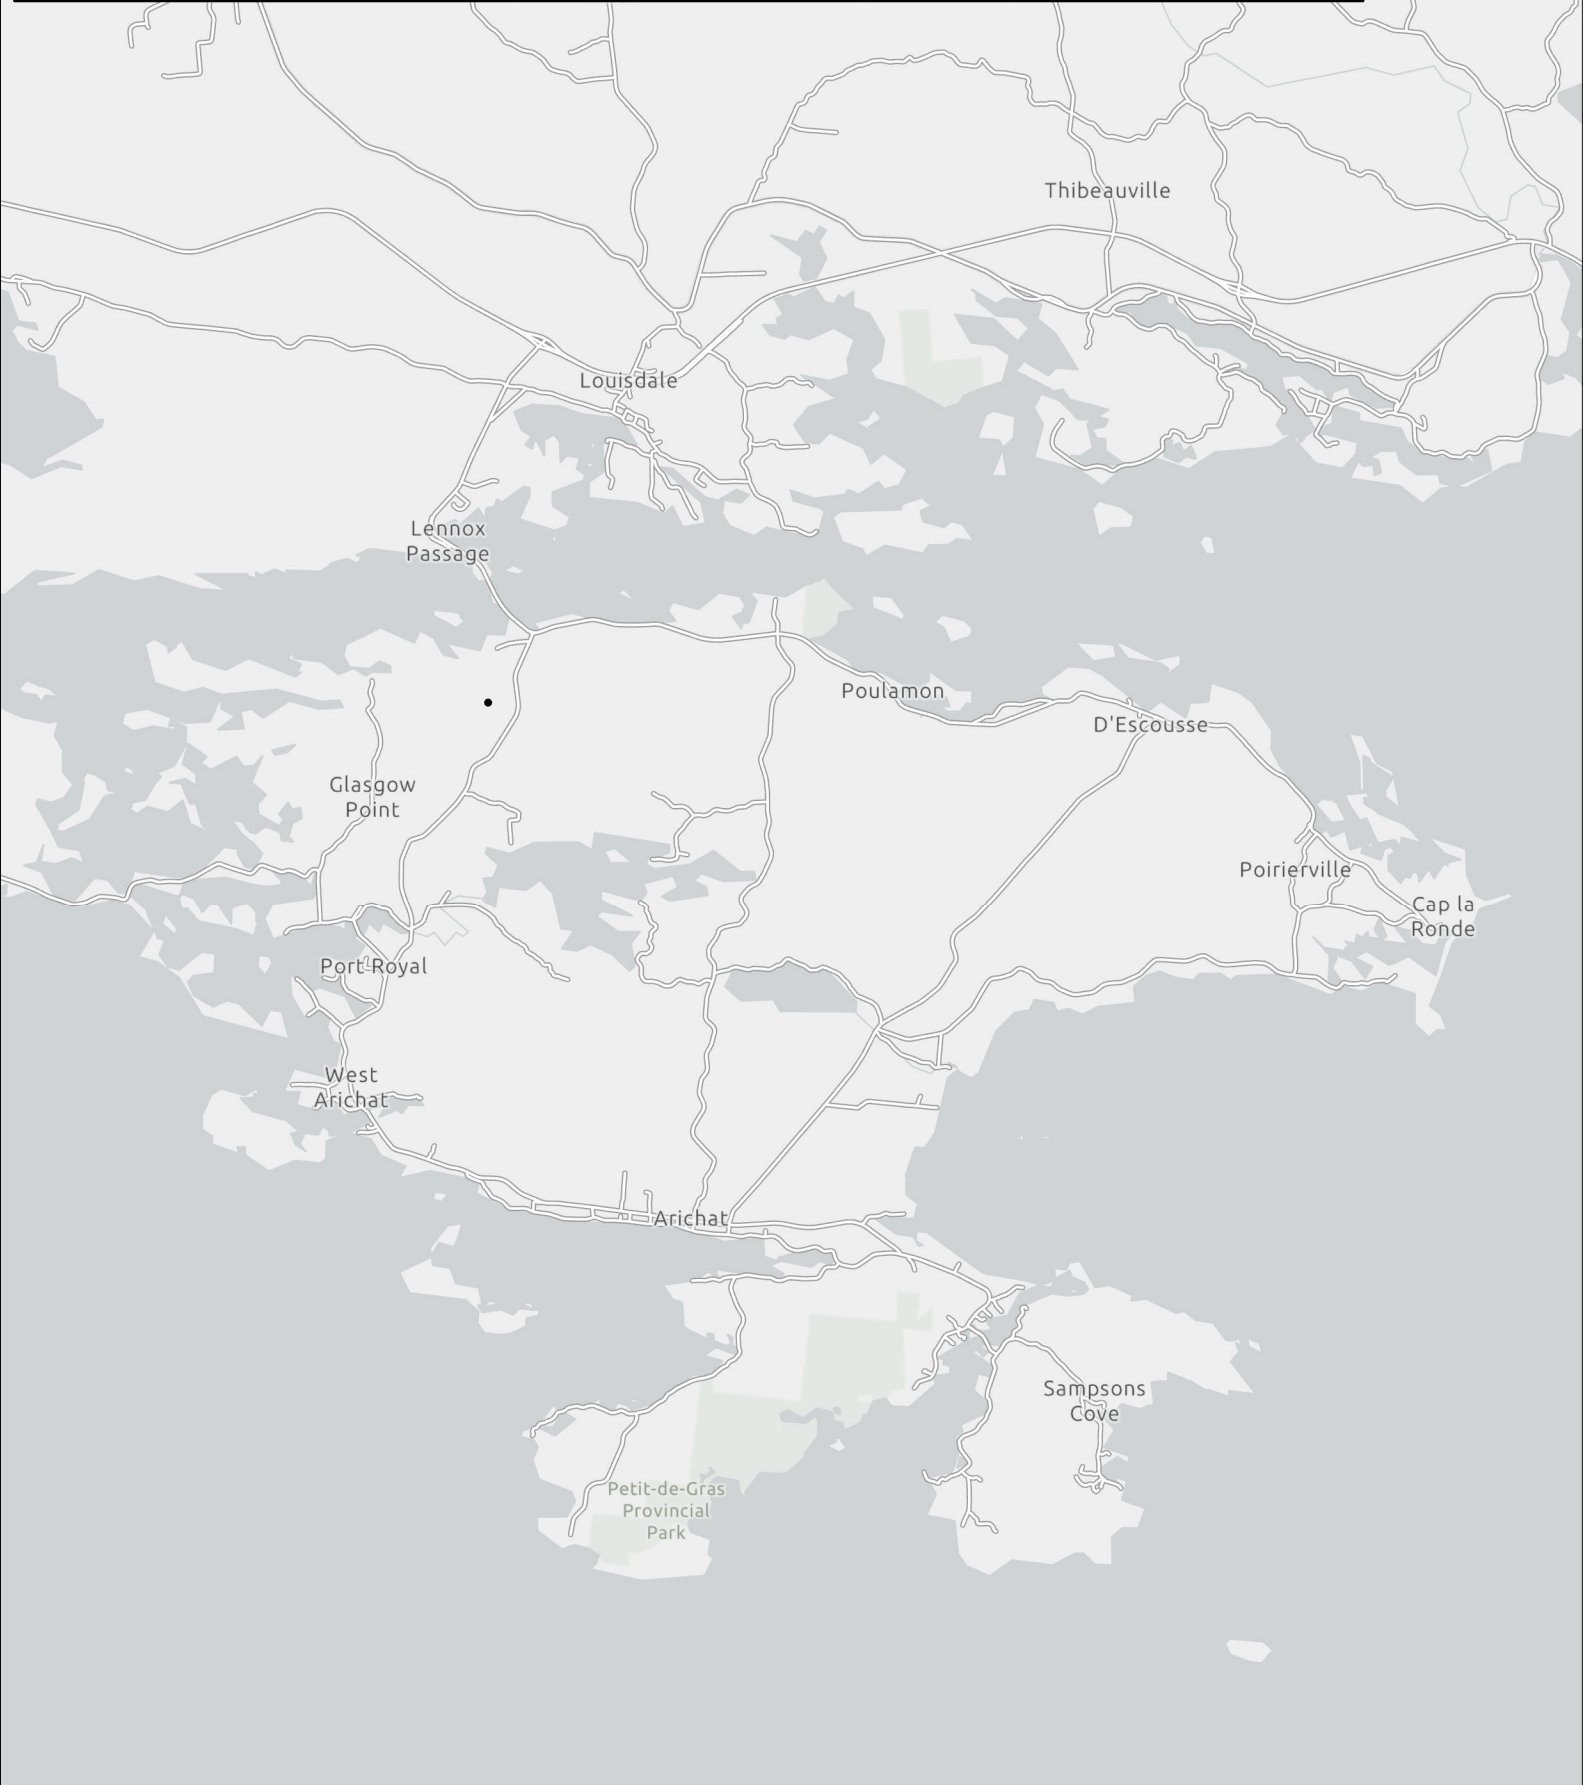 Thibeauville
Louisdale
Lennox
Passage
Poulamon
D'Escousse
Glasgow
Point
Poirierville
Cap la
Ronde
Port Royal
West
Arichat
Arichat
Sampsons
Cove
Petit-de-Gras
Provincial
Park